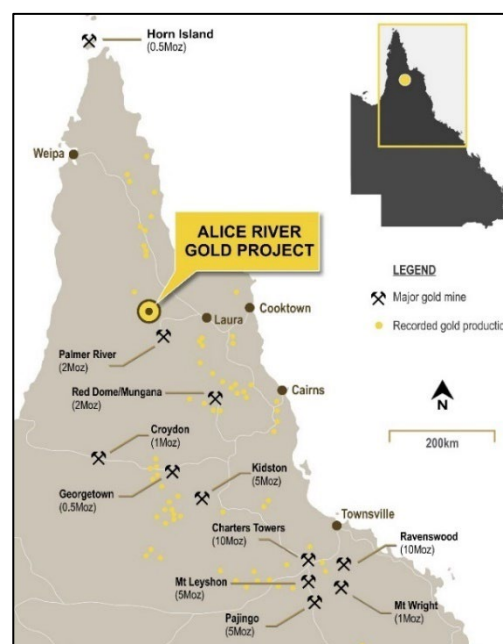 Horn Island
(0.5Moz)
Weipa
ALICE RIVER
GOLD PROJECT
LEGEND
Major gold mine
Recorded gold productio
Laura
Cooktown
Palmer River
(2Moz)
Red Dome/Mungana
(2Moz)
Cairns
N
200km
Croydon
(1Moz)
Georgetown
(0.5Moz)
Kidston
(5Moz)
Townsville
Charters Towers
(10Moz)
Ravenswood
(10Moz)
Mt Leyshon
(5Moz)
Mt Wright
(1Moz)
Pajingo
(5Moz)